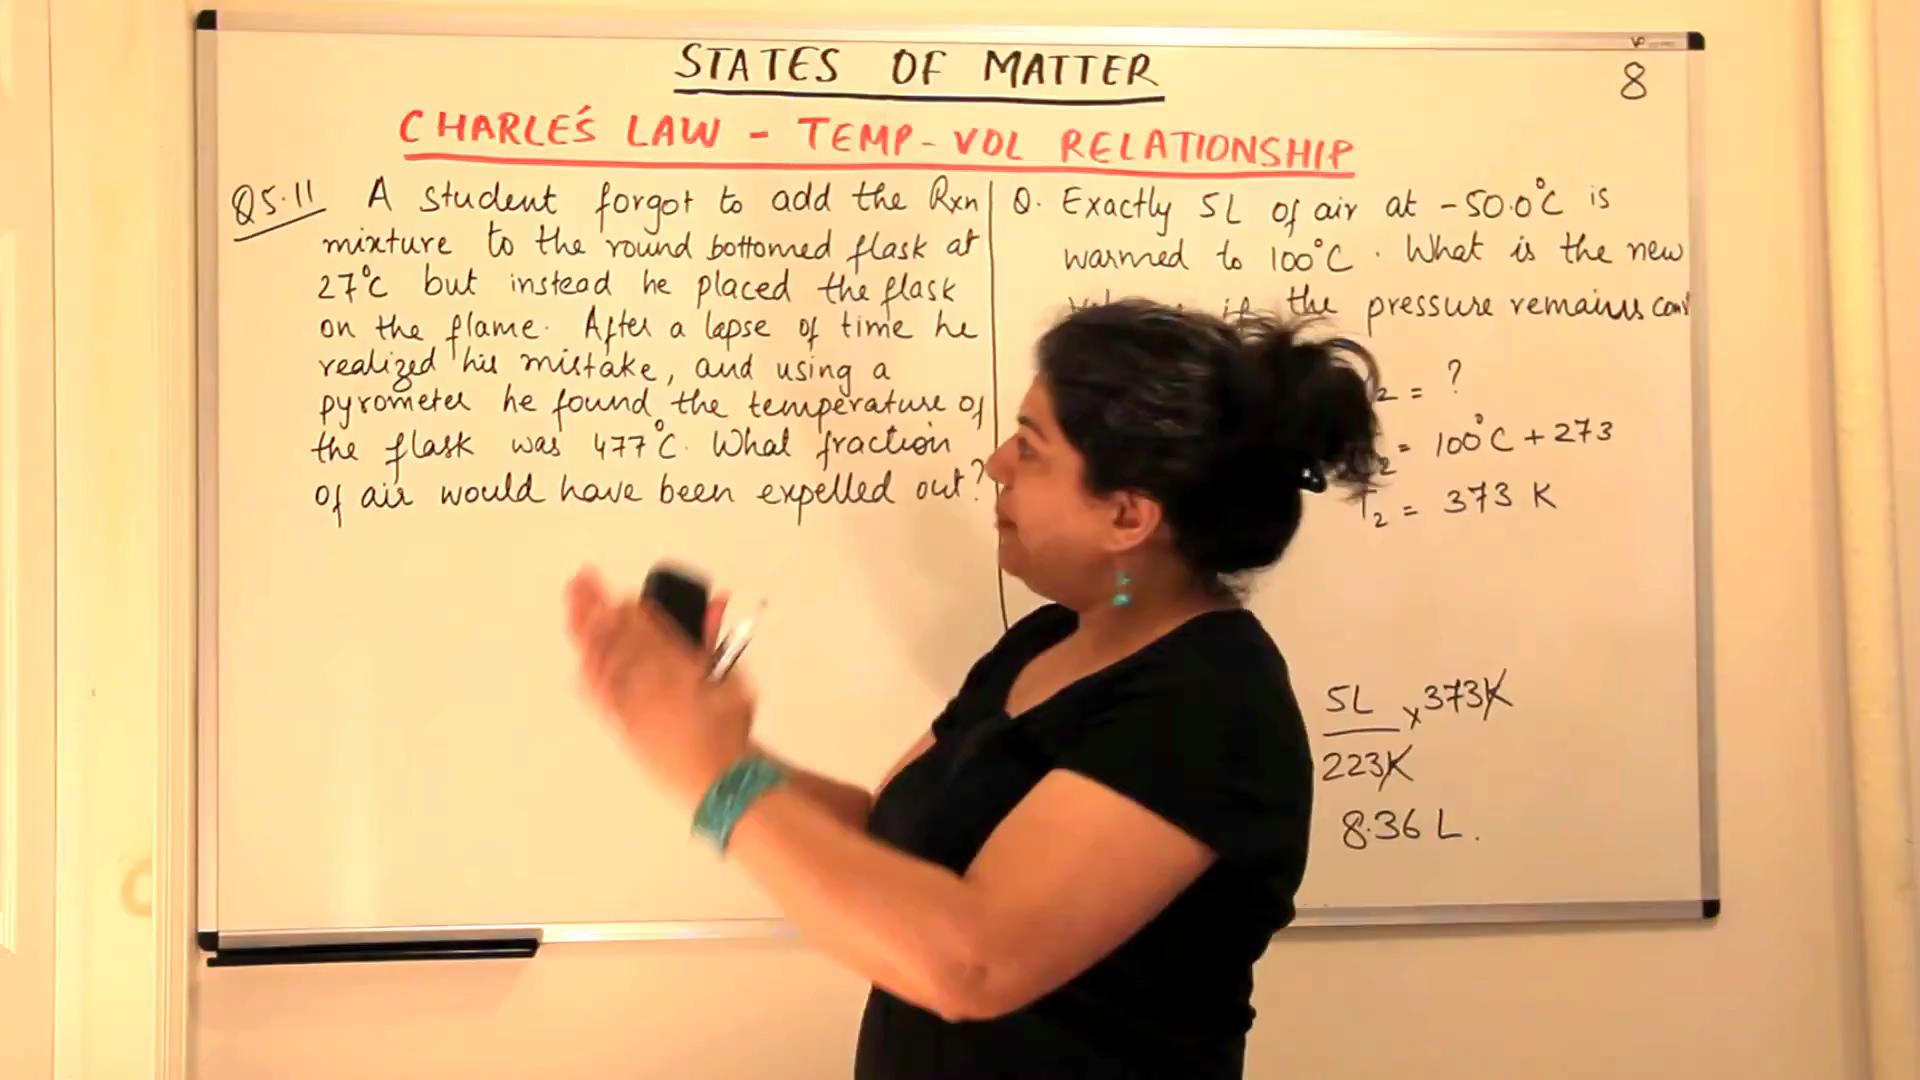 STATES OF MATTER
8
CHARLE'S LAW - TEMP-VOL RELATIONSHIP
Q5.11 A student forgot to add the Rxn
mixture to the round bottomed flask at
27°C but instead he placed the flask
on the flame. After a lapse of time he
realized his mistake, and using a
pyrometer he found the temperature of
the flask was 477°C. What fraction
of air would have been expelled out?
Q. Exactly 5L of air at -50.0°C is
warmed to 100°C. What is the new
if the pressure remains
2 = ?
2 = 100°C + 273
T2 = 373 K
5L x 373K
223K
8.36 L.